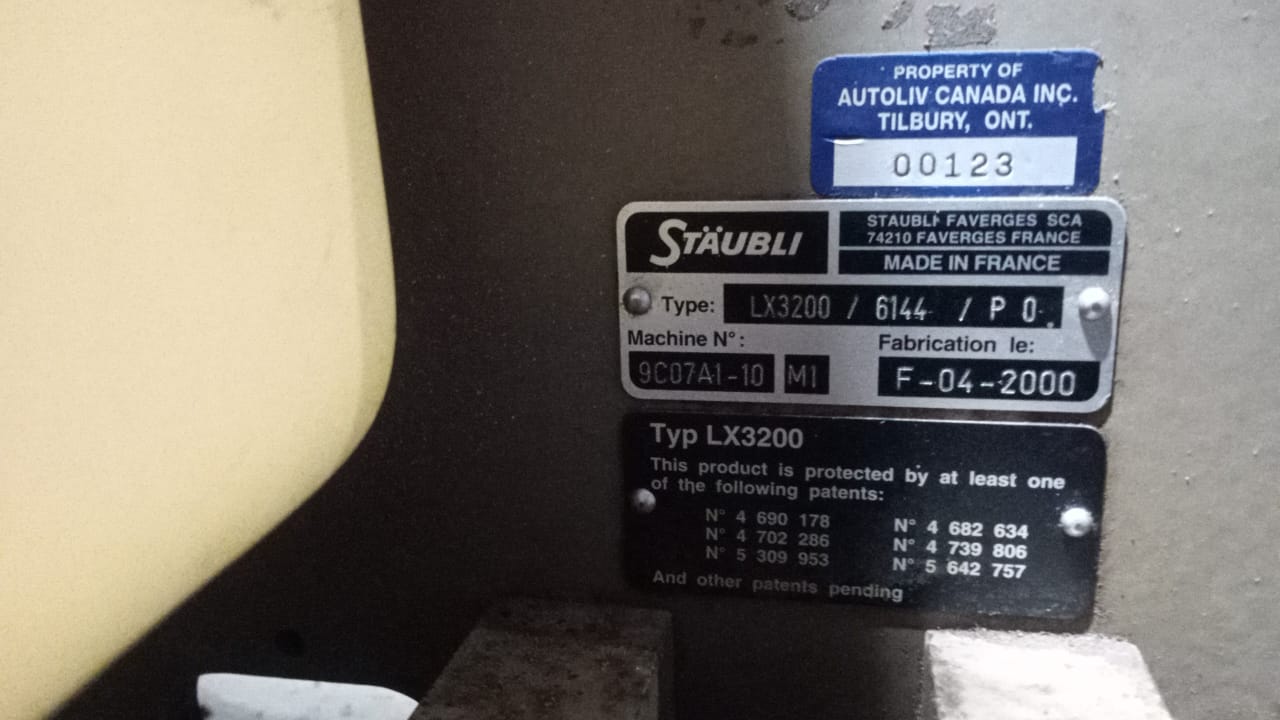 PROPERTY OF
AUTOLIV CANADA INC.
TILBURY, ONT.
00123
STÄUBLI
STAUBLI FAVERGES SCA
74210 FAVERGES FRANCE
MADE IN FRANCE
Type: LX3200 / 6144 / P 0
Machine N°:
9C07A1-10 M1
Fabrication le:
F-04-2000
Typ LX3200
This product is protected by at least one
of the following patents:
N° 4 690 178 N° 4 682 634
N° 4 702 286 N° 4 739 806
N° 5 309 953 N° 5 642 757
And other patents pending